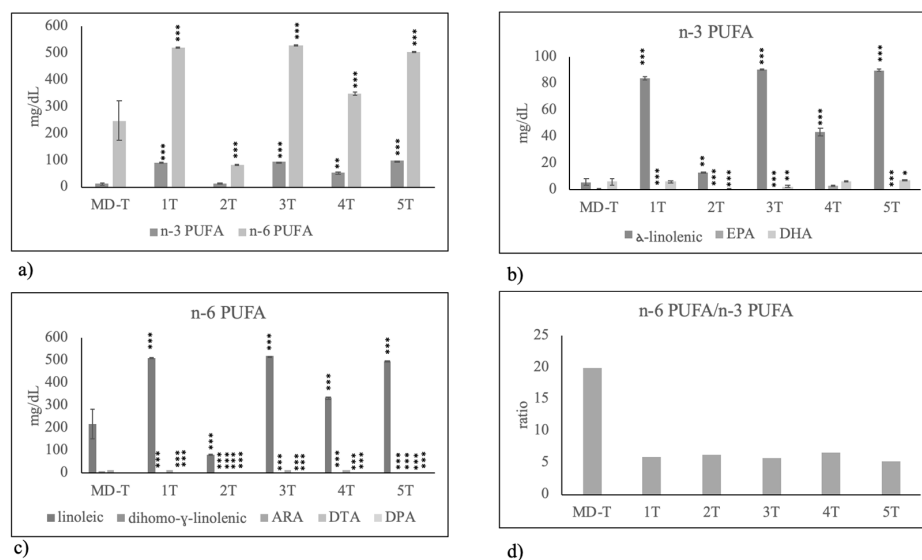 600
500
400
300
200
100
0
mg/dL
***
***
***
***
***
**
***
***
***
MD-T 1T 2T 3T 4T 5T
n-3 PUFA n-6 PUFA
a)
n-3 PUFA
100
80
60
40
20
0
mg/dL
***
***
**
***
***
***
***
**
***
***
***
*
MD-T 1T 2T 3T 4T 5T
a-linolenic EPA DHA
b)
n-6 PUFA
600
500
400
300
200
100
0
mg/dL
MD-T 1T 2T 3T 4T 5T
linoleic dihomo-ɣ-linolenic ARA DTA DPA
c)
n-6 PUFA/n-3 PUFA
25
20
15
10
5
0
ratio
MD-T 1T 2T 3T 4T 5T
d)